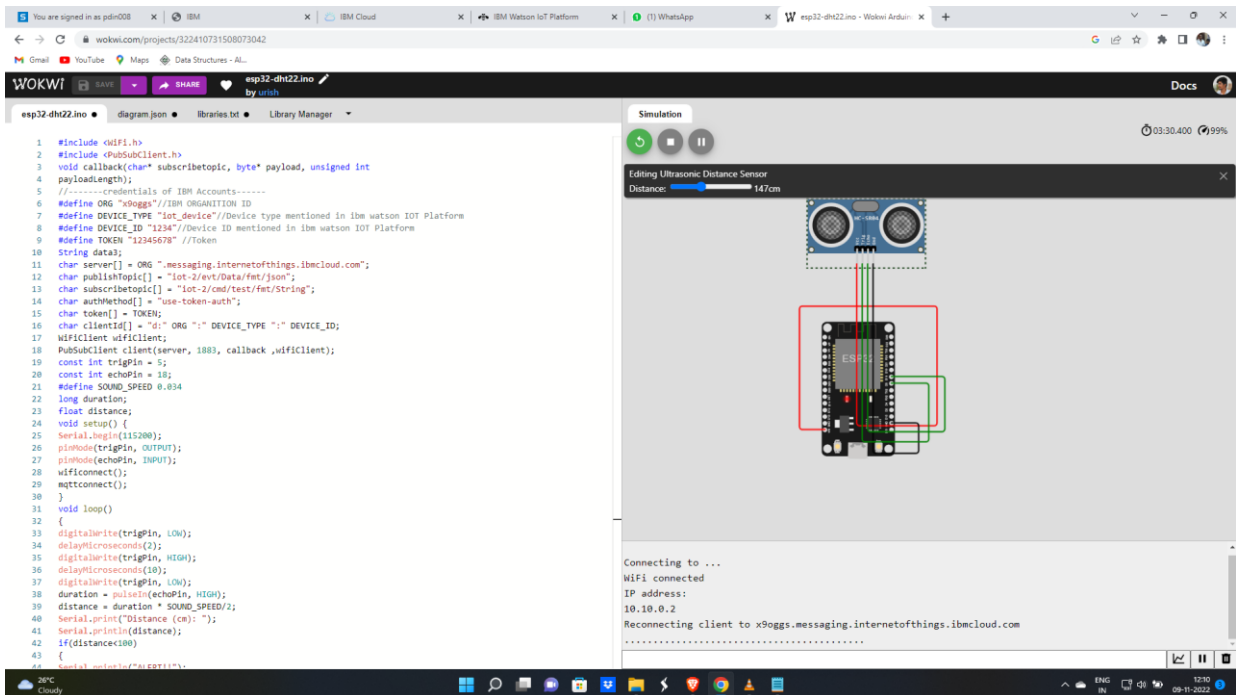 You are signed in as pdin008
IBM
IBM Cloud
IBM Watson IoT Platform
(1) WhatsApp
esp32-dht22.ino - Wokwi Arduin
wokwi.com/projects/322410731508073042
Gmail
YouTube
Maps
Data Structures - Al...
WOKWi
SAVE
SHARE
esp32-dht22.ino
by urish
Docs
esp32-dht22.ino
diagram.json
libraries.txt
Library Manager
1 #include <WiFi.h>
2 #include <PubSubClient.h>
3 void callback(char* subscribetopic, byte* payload, unsigned int
4 payloadLength);
5 //-------credentials of IBM Accounts------
6 #define ORG "x9oggs"//IBM ORGANITION ID
7 #define DEVICE_TYPE "iot_device"//Device type mentioned in ibm watson IOT Platform
8 #define DEVICE_ID "1234"//Device ID mentioned in ibm watson IOT Platform
9 #define TOKEN "12345678" //Token
10 String data3;
11 char server[] = ORG ".messaging.internetofthings.ibmcloud.com";
12 char publishTopic[] = "iot-2/evt/Data/fmt/json";
13 char subscribetopic[] = "iot-2/cmd/test/fmt/String";
14 char authMethod[] = "use-token-auth";
15 char token[] = TOKEN;
16 char clientId[] = "d:" ORG ":" DEVICE_TYPE ":" DEVICE_ID;
17 WiFiClient wifiClient;
18 PubSubClient client(server, 1883, callback ,wifiClient);
19 const int trigPin = 5;
20 const int echoPin = 18;
21 #define SOUND_SPEED 0.034
22 long duration;
23 float distance;
24 void setup() {
25 Serial.begin(115200);
26 pinMode(trigPin, OUTPUT);
27 pinMode(echoPin, INPUT);
28 wificonnect();
29 mqttconnect();
30 }
31 void loop()
32 {
33 digitalWrite(trigPin, LOW);
34 delayMicroseconds(2);
35 digitalWrite(trigPin, HIGH);
36 delayMicroseconds(10);
37 digitalWrite(trigPin, LOW);
38 duration = pulseIn(echoPin, HIGH);
39 distance = duration * SOUND_SPEED/2;
40 Serial.print("Distance (cm): ");
41 Serial.println(distance);
42 if(distance<100)
43 {
44 Serial.println("ALERT!!");
Simulation
03:30.400
99%
Editing Ultrasonic Distance Sensor
Distance: 147cm
HC-SR04
ESP32
Connecting to ...
WiFi connected
IP address:
10.10.0.2
Reconnecting client to x9oggs.messaging.internetofthings.ibmcloud.com
.........................................
26°C
Cloudy
ENG
IN
12:10
09-11-2022